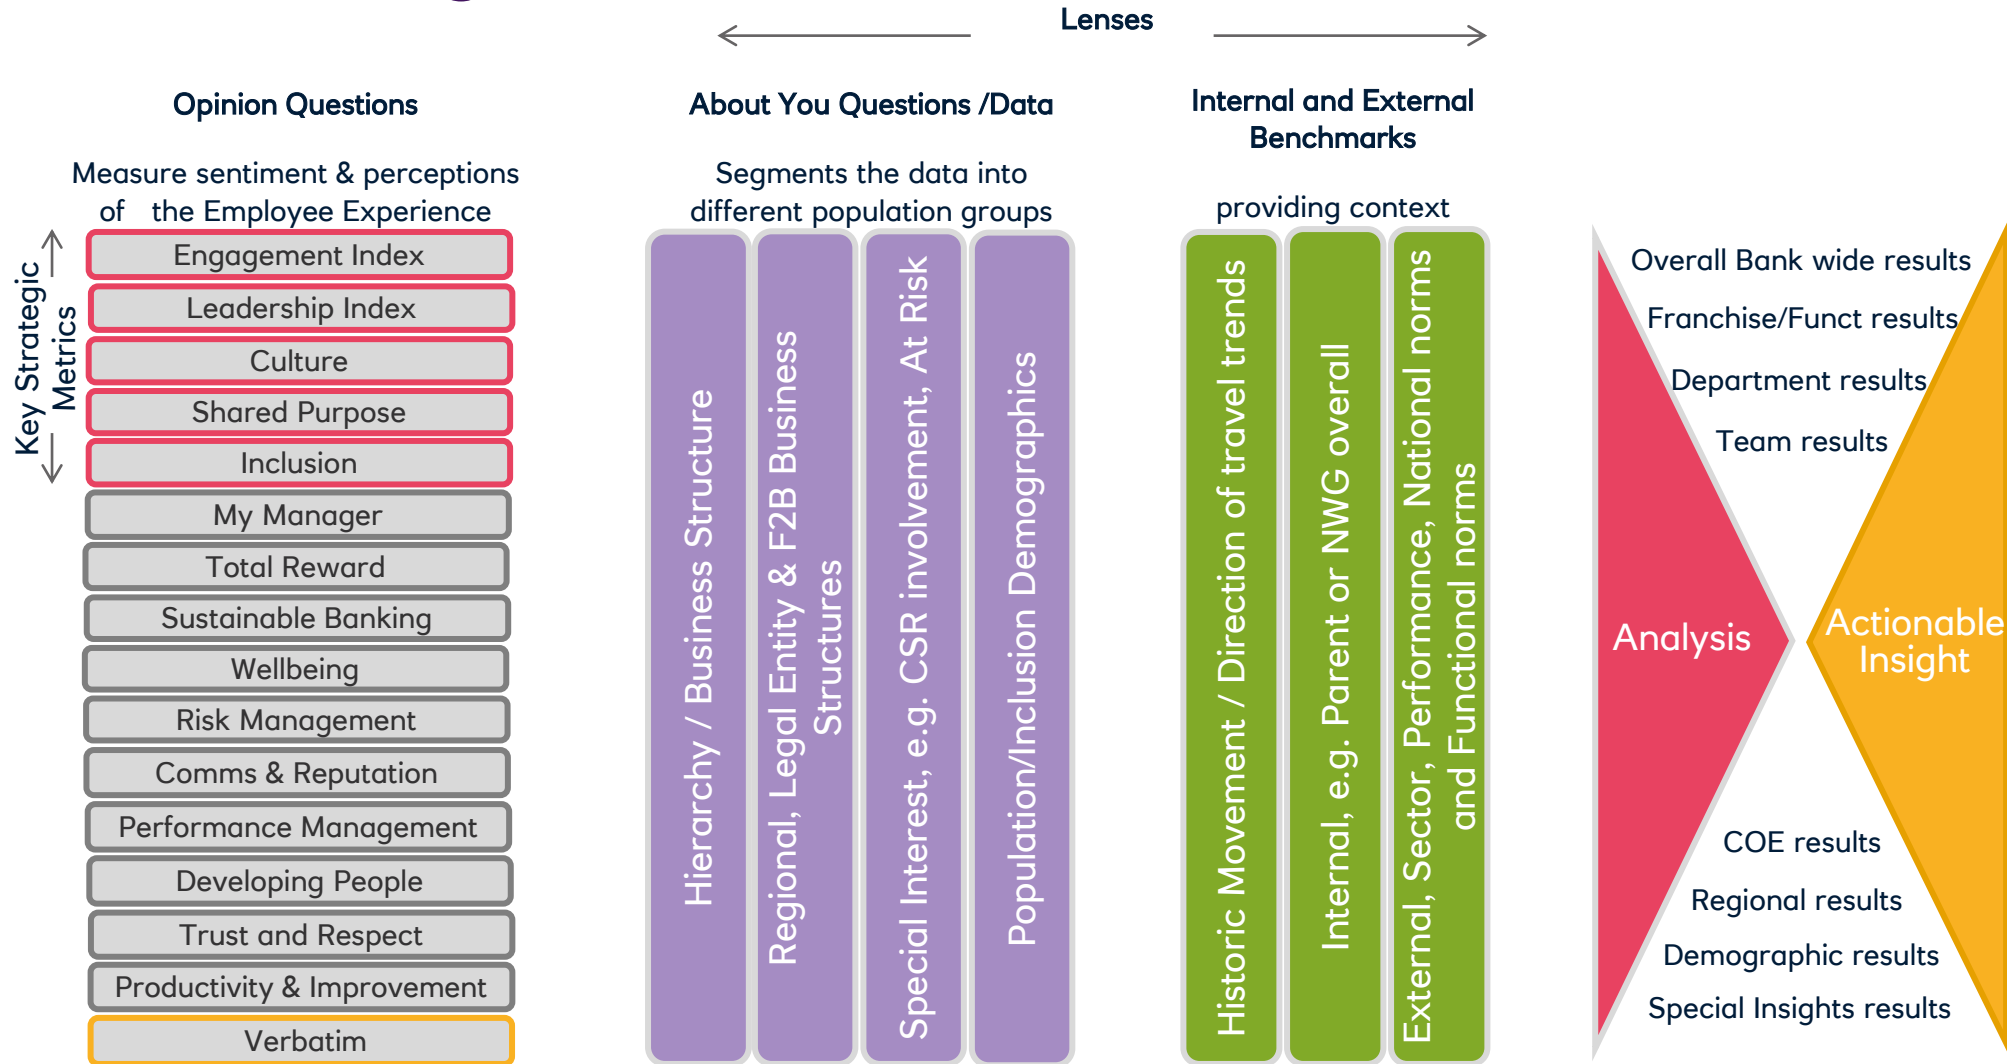 Lenses
Opinion Questions
Measure sentiment & perceptions
of the Employee Experience
Key Strategic
Metrics
Engagement Index
Leadership Index
Culture
Shared Purpose
Inclusion
My Manager
Total Reward
Sustainable Banking
Wellbeing
Risk Management
Comms & Reputation
Performance Management
Developing People
Trust and Respect
Productivity & Improvement
Verbatim
About You Questions /Data
Segments the data into
different population groups
Hierarchy / Business Structure
Regional, Legal Entity & F2B Business
Structures
Special Interest, e.g. CSR involvement, At Risk
Population/Inclusion Demographics
Internal and External
Benchmarks
providing context
Historic Movement / Direction of travel trends
Internal, e.g. Parent or NWG overall
External, Sector, Performance, National norms
and Functional norms
Overall Bank wide results
Franchise/Funct results
Department results
Team results
Analysis
Actionable
Insight
COE results
Regional results
Demographic results
Special Insights results